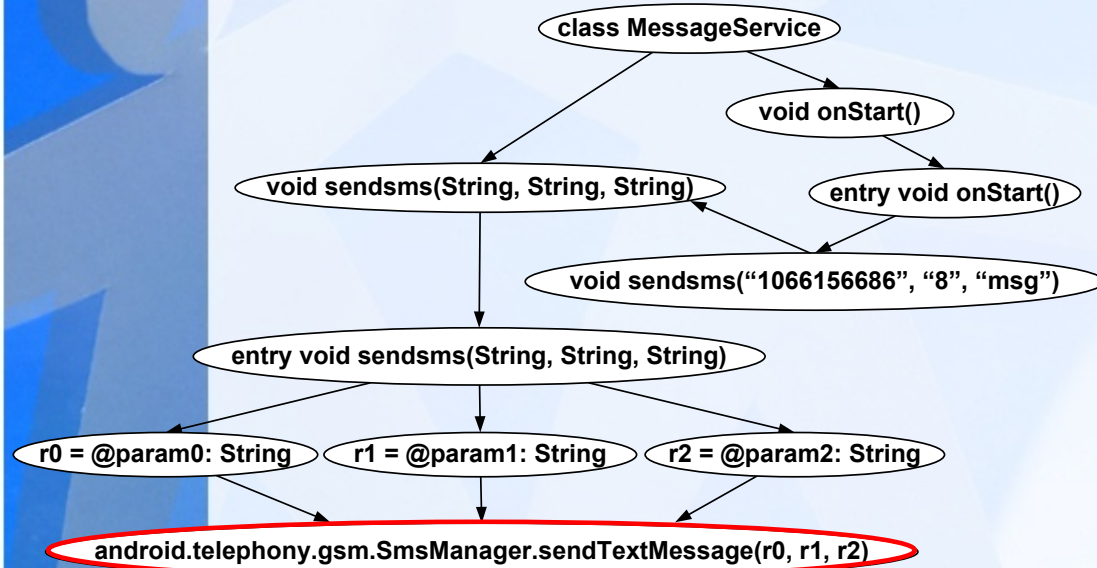 class MessageService
void onStart()
void sendsms(String, String, String)
entry void onStart()
void sendsms(“1066156686”, “8”, “msg”)
entry void sendsms(String, String, String)
r0 = @param0: String
r1 = @param1: String
r2 = @param2: String
android.telephony.gsm.SmsManager.sendTextMessage(r0, r1, r2)